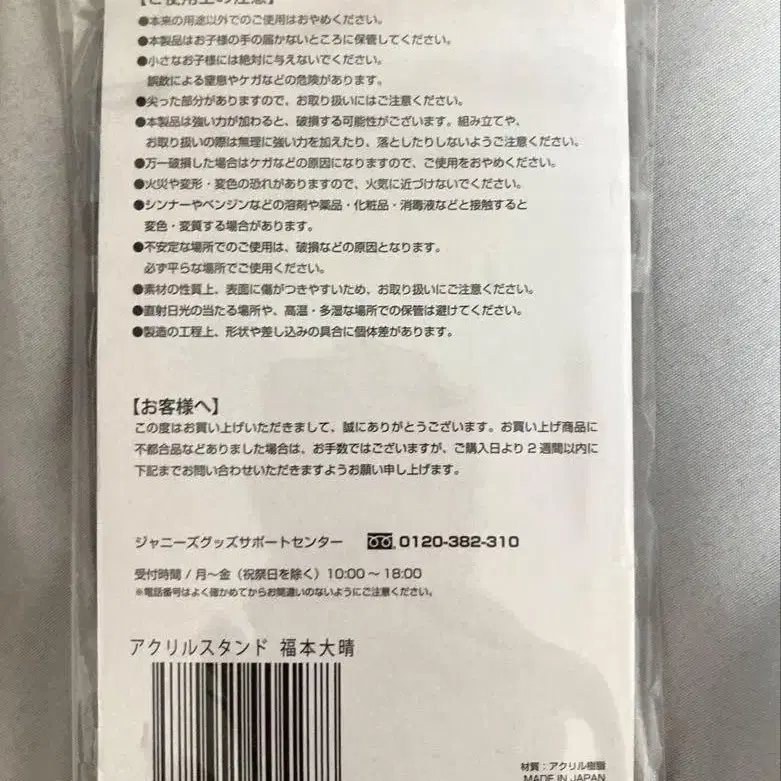 【ご使用上の注意】
●本来の用途以外でのご使用はおやめください。
●本製品はお子様の手の届かないところに保管してください。
●小さなお子様には絶対に与えないでください。
誤飲による窒息やケガなどの危険があります。
●尖った部分がありますので、お取り扱いにはご注意ください。
●本製品は強い力が加わると、破損する可能性がございます。組み立てや、
お取り扱いの際は無理に強い力を加えたり、落としたりしないようご注意ください。
●万一破損した場合はケガなどの原因になりますので、ご使用をおやめください。
●火災や変形・変色の恐れがありますので、火気に近づけないでください。
●シンナーやベンジンなどの溶剤や薬品・化粧品・消毒液などと接触すると
変色・変質する場合があります。
●不安定な場所でのご使用は、破損などの原因となります。
必ず平らな場所でご使用ください。
●素材の性質上、表面に傷がつきやすいため、お取り扱いにご注意ください。
●直射日光の当たる場所や、高温・多湿な場所での保管は避けてください。
●製造の工程上、形状や差し込みの具合に個体差があります。
【お客様へ】
この度はお買い上げいただきまして、誠にありがとうございます。お買い上げ商品に
不都合品などありました場合は、お手数ではございますが、ご購入日より2週間以内に
下記までお問い合わせいただきますようお願い申し上げます。
ジャニーズグッズサポートセンター 0120-382-310
受付時間 / 月〜金(祝祭日を除く)10:00〜18:00
※電話番号はよく確かめてからお間違いのないようにご注意ください。
アクリルスタンド 福本大晴
材質:アクリル樹脂
MADE IN JAPAN